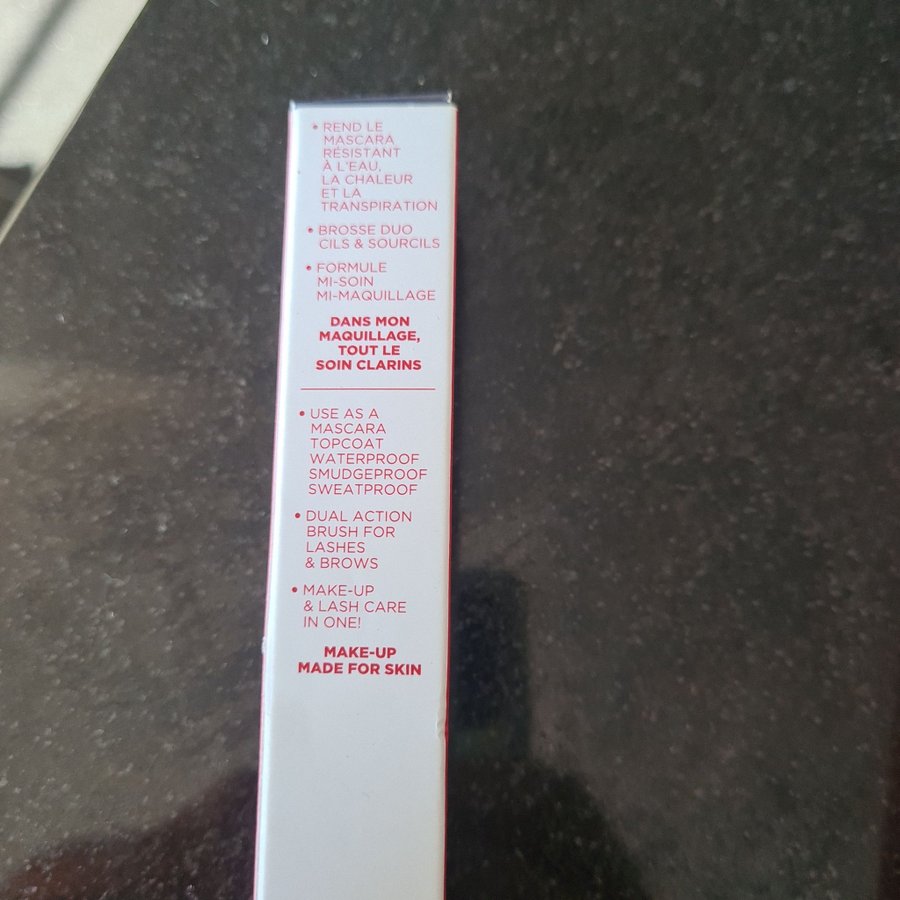 • REND LE
MASCARA
RÉSISTANT
À L'EAU,
LA CHALEUR
ET LA
TRANSPIRATION
• BROSSE DUO
CILS & SOURCILS
• FORMULE
MI-SOIN
MI-MAQUILLAGE
DANS MON
MAQUILLAGE,
TOUT LE
SOIN CLARINS
• USE AS A
MASCARA
TOPCOAT
WATERPROOF
SMUDGEPROOF
SWEATPROOF
• DUAL ACTION
BRUSH FOR
LASHES
& BROWS
• MAKE-UP
& LASH CARE
IN ONE!
MAKE-UP
MADE FOR SKIN